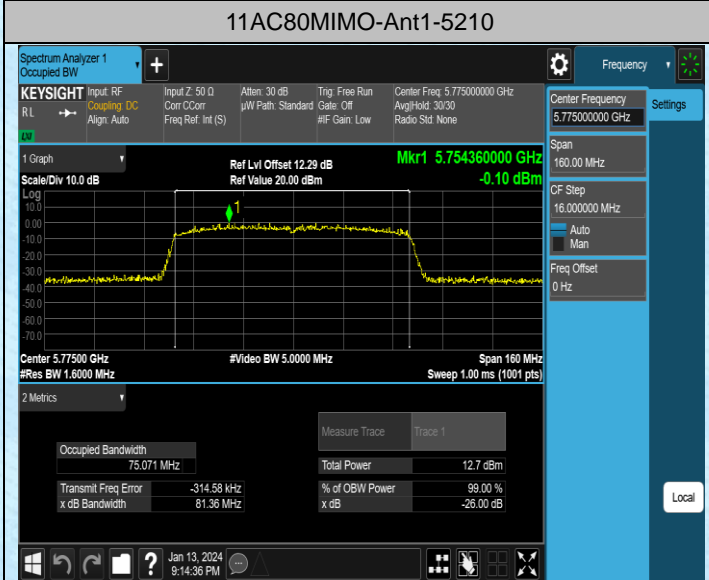 11AC80MIMO-Ant1-5210
Spectrum Analyzer 1
Occupied BW
Frequency
KEYSIGHT
RL
LXI
Input: RF
Coupling: DC
Align: Auto
Input Z: 50 Ω
Corr CCorr
Freq Ref: Int (S)
Atten: 30 dB
µW Path: Standard
Trig: Free Run
Gate: Off
#IF Gain: Low
Center Freq: 5.775000000 GHz
Avg|Hold: 30/30
Radio Std: None
Center Frequency
5.775000000 GHz
Settings
Span
160.00 MHz
CF Step
16.000000 MHz
Auto
Man
Freq Offset
0 Hz
1 Graph
Scale/Div 10.0 dB
Ref Lvl Offset 12.29 dB
Ref Value 20.00 dBm
Mkr1 5.754360000 GHz
-0.10 dBm
Log
10.0
0.00
-10.0
-20.0
-30.0
-40.0
-50.0
-60.0
-70.0
1
Center 5.77500 GHz
#Res BW 1.6000 MHz
#Video BW 5.0000 MHz
Span 160 MHz
Sweep 1.00 ms (1001 pts)
2 Metrics
Measure Trace Trace 1
Occupied Bandwidth
75.071 MHz
Total Power 12.7 dBm
Transmit Freq Error -314.58 kHz
% of OBW Power 99.00 %
x dB Bandwidth 81.36 MHz
x dB -26.00 dB
Local
Jan 13, 2024
9:14:36 PM